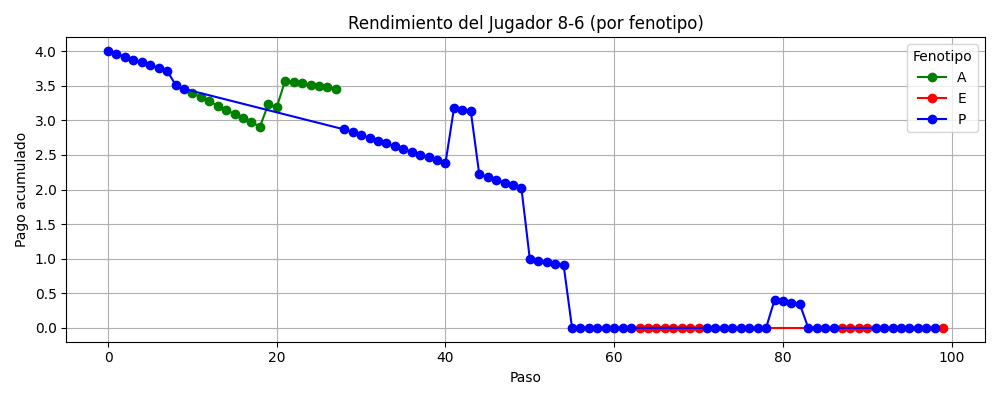 Rendimiento del Jugador 8-6 (por fenotipo)
Pago acumulado
4.0
3.5
3.0
2.5
2.0
1.5
1.0
0.5
0.0
Fenotipo
A
E
P
0 20 40 60 80 100
Paso